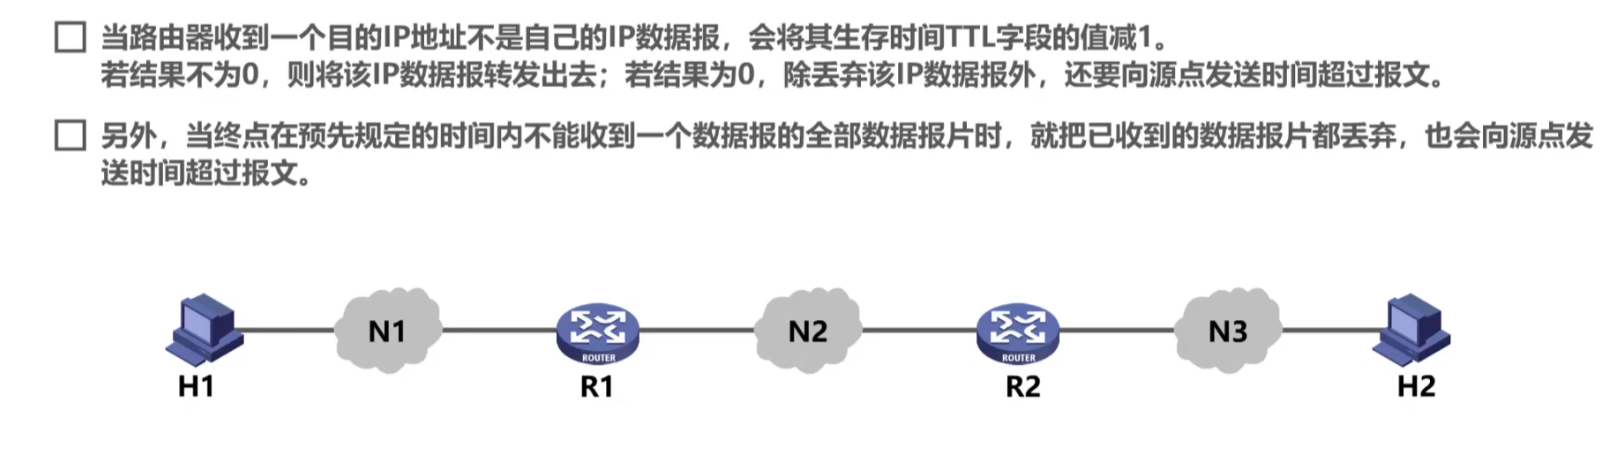 当路由器收到一个目的IP地址不是自己的IP数据报，会将其生存时间TTL字段的值减1。
若结果不为0，则将该IP数据报转发出去；若结果为0，除丢弃该IP数据报外，还要向源点发送时间超过报文。
另外，当终点在预先规定的时间内不能收到一个数据报的全部数据报片时，就把已收到的数据报片都丢弃，也会向源点发
送时间超过报文。
N1
N2
N3
ROUTER
ROUTER
H1
R1
R2
H2